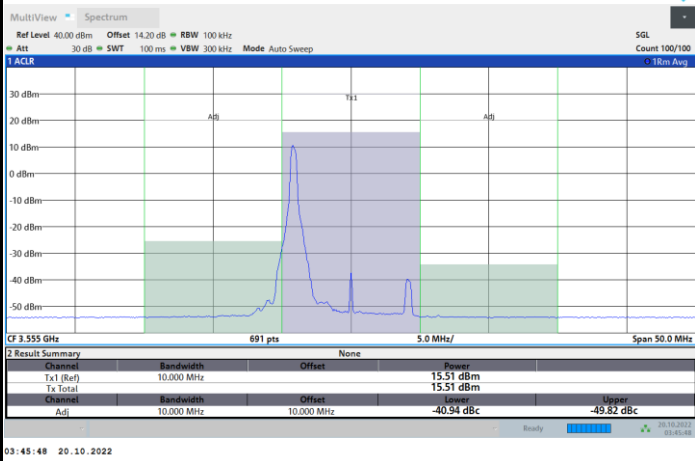 MultiView Spectrum
Ref Level 40.00 dBm Offset 14.20 dB RBW 100 kHz SGL
Att 30 dB SWT 100 ms VBW 300 kHz Mode Auto Sweep Count 100/100
1 ACLR 1Rm Avg
30 dBm
Tx1
20 dBm Adj Adj
10 dBm
0 dBm
-10 dBm
-20 dBm
-30 dBm
-40 dBm
-50 dBm
CF 3.555 GHz 691 pts 5.0 MHz/ Span 50.0 MHz
2 Result Summary None
Channel Bandwidth Offset Power
Tx1 (Ref) 10.000 MHz 15.51 dBm
Tx Total 15.51 dBm
Channel Bandwidth Offset Lower Upper
Adj 10.000 MHz 10.000 MHz -40.94 dBc -49.82 dBc
Ready 20.10.2022
03:45:48
03:45:48 20.10.2022